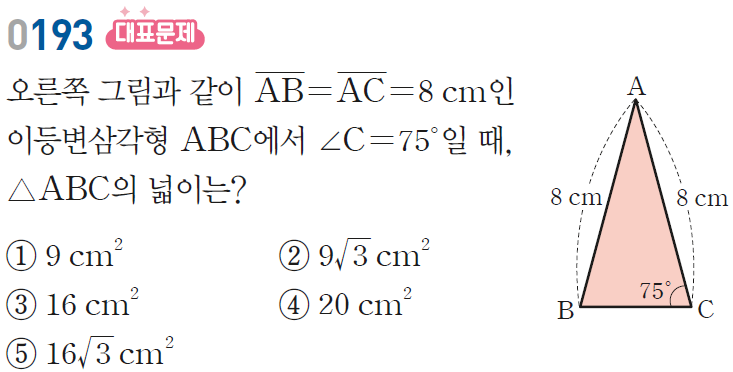 0193 대표문제
오른쪽 그림과 같이 $\overline{AB}=\overline{AC}=8$ cm인
이등변삼각형 ABC에서 ∠C=75°일 때,
△ABC의 넓이는?
① 9 cm² ② 9√3 cm²
③ 16 cm² ④ 20 cm²
⑤ 16√3 cm²
A
8 cm 8 cm
75°
B C